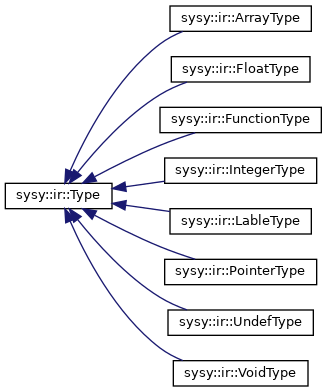 sysy::ir::ArrayType
sysy::ir::FloatType
sysy::ir::FunctionType
sysy::ir::IntegerType
sysy::ir::Type
sysy::ir::LableType
sysy::ir::PointerType
sysy::ir::UndefType
sysy::ir::VoidType